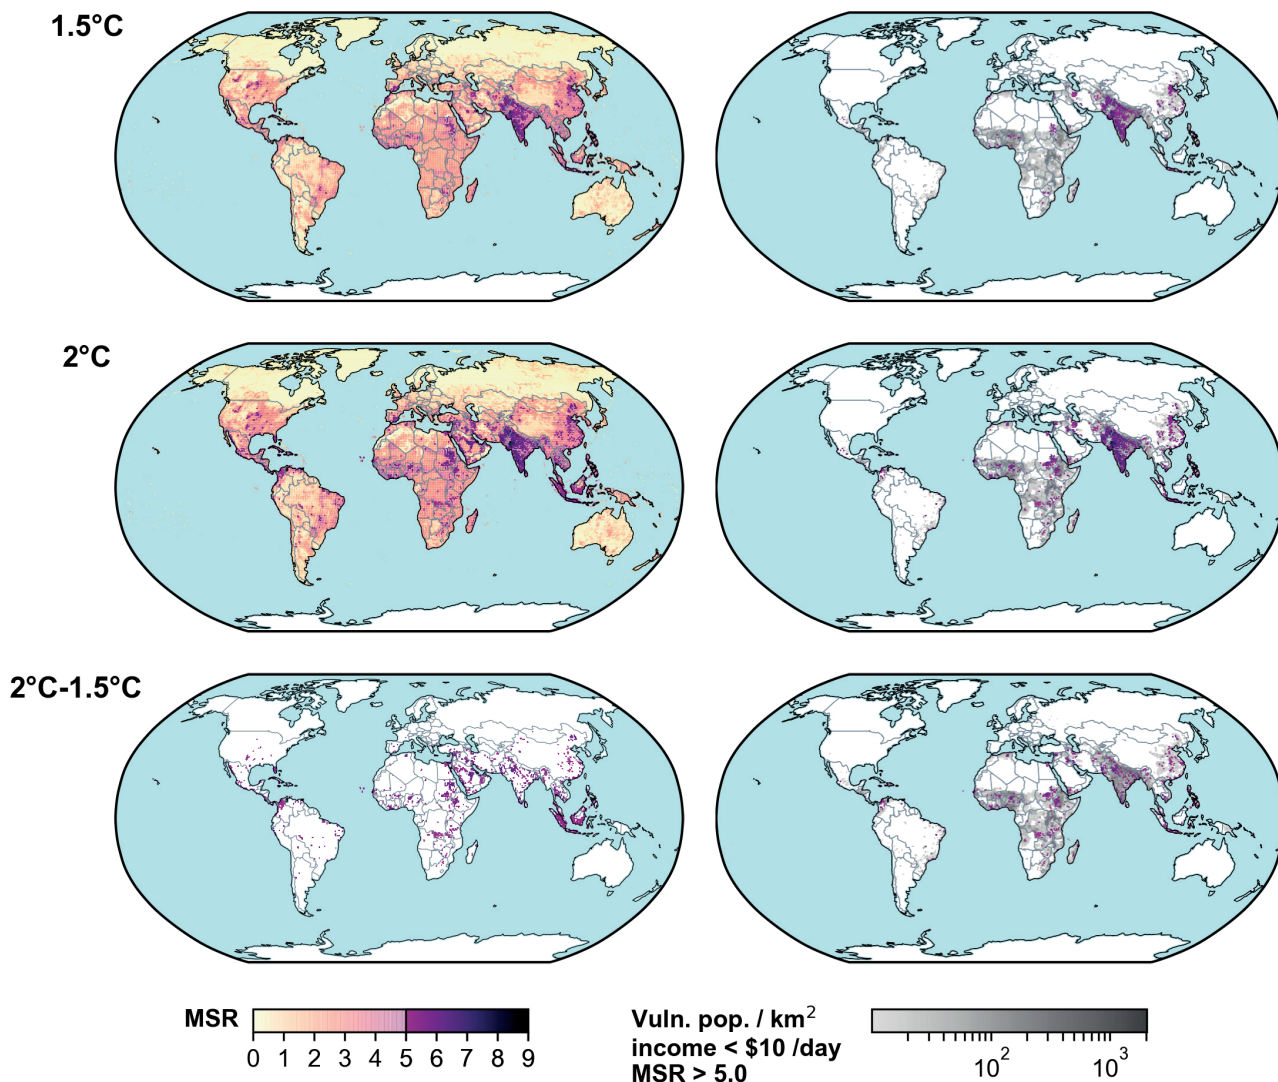 1.5°C
2°C
2°C-1.5°C
MSR
0 1 2 3 4 5 6 7 8 9
Vuln. pop. / km²
income < $10 /day
MSR > 5.0
10² 10³